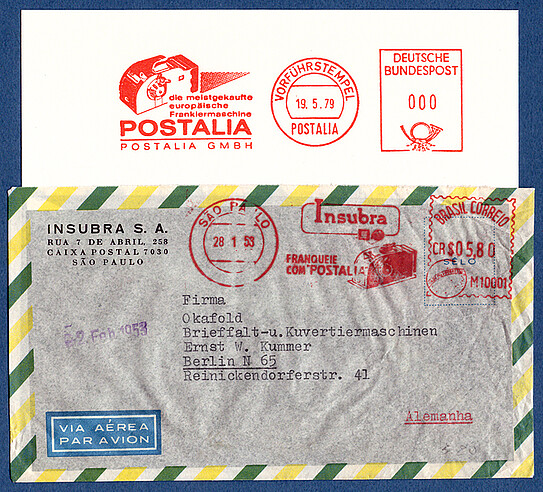 die meistgekaufte
europäische
Frankiermaschine
POSTALIA
POSTALIA GMBH
VORFÜHRSTEMPEL
19. 5. 79
POSTALIA
DEUTSCHE
BUNDESPOST
000
INSUBRA S. A.
RUA 7 DE ABRIL, 258
CAIXA POSTAL 7030
SÃO PAULO
SÃO PAULO
28 1 53
Insubra
FRANQUEIE
COM "POSTALIA"
BRASIL CORREIO
CR$0580
SELO
M10001
Firma
Okafold
Brieffalt-u.Kuvertiermaschinen
Ernst W. Kummer
Berlin N 65
Reinickendorferstr. 41
Feb 1953
Alemanha
VIA AÉREA
PAR AVION